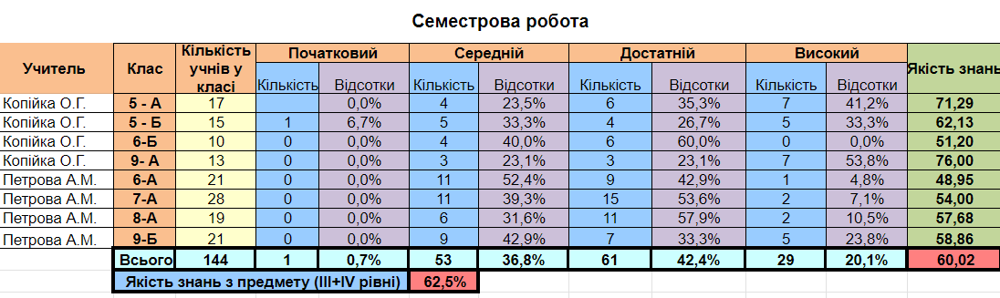 Семестрова робота
Учитель Клас Кількість учнів у класі Початковий Середній Достатній Високий Якість знань
Кількість Відсотки Кількість Відсотки Кількість Відсотки Кількість Відсотки
Копійка О.Г. 5 - А 17 0,0% 4 23,5% 6 35,3% 7 41,2% 71,29
Копійка О.Г. 5 - Б 15 1 6,7% 5 33,3% 4 26,7% 5 33,3% 62,13
Копійка О.Г. 6-Б 10 0 0,0% 4 40,0% 6 60,0% 0 0,0% 51,20
Копійка О.Г. 9- А 13 0 0,0% 3 23,1% 3 23,1% 7 53,8% 76,00
Петрова А.М. 6-А 21 0 0,0% 11 52,4% 9 42,9% 1 4,8% 48,95
Петрова А.М. 7-А 28 0 0,0% 11 39,3% 15 53,6% 2 7,1% 54,00
Петрова А.М. 8-А 19 0 0,0% 6 31,6% 11 57,9% 2 10,5% 57,68
Петрова А.М. 9-Б 21 0 0,0% 9 42,9% 7 33,3% 5 23,8% 58,86
Всього 144 1 0,7% 53 36,8% 61 42,4% 29 20,1% 60,02
Якість знань з предмету (III+IV рівні) 62,5%